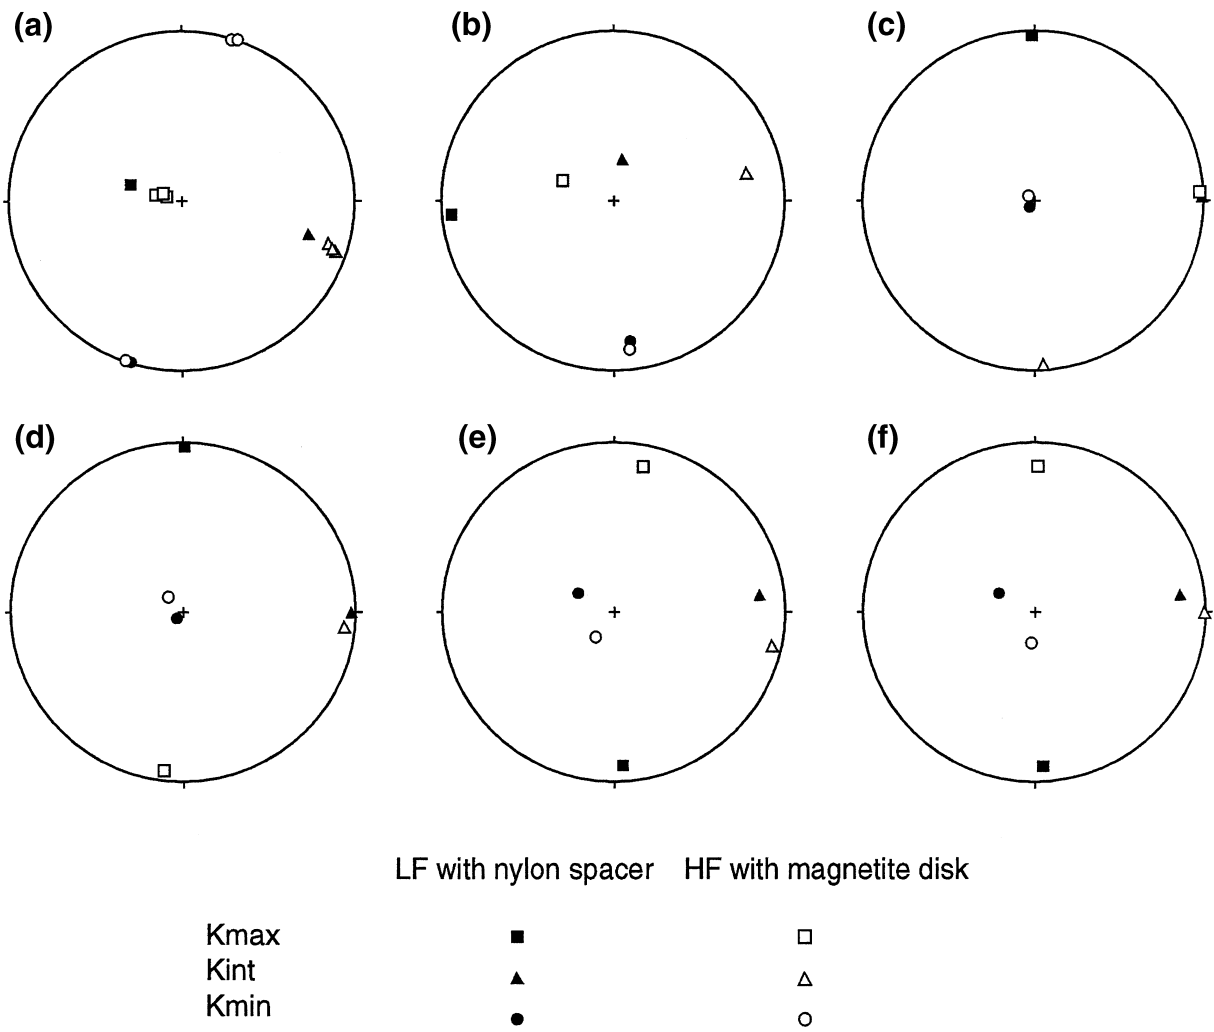 (a) (b) (c)
(d) (e) (f)
LF with nylon spacer HF with magnetite disk
Kmax
Kint
Kmin